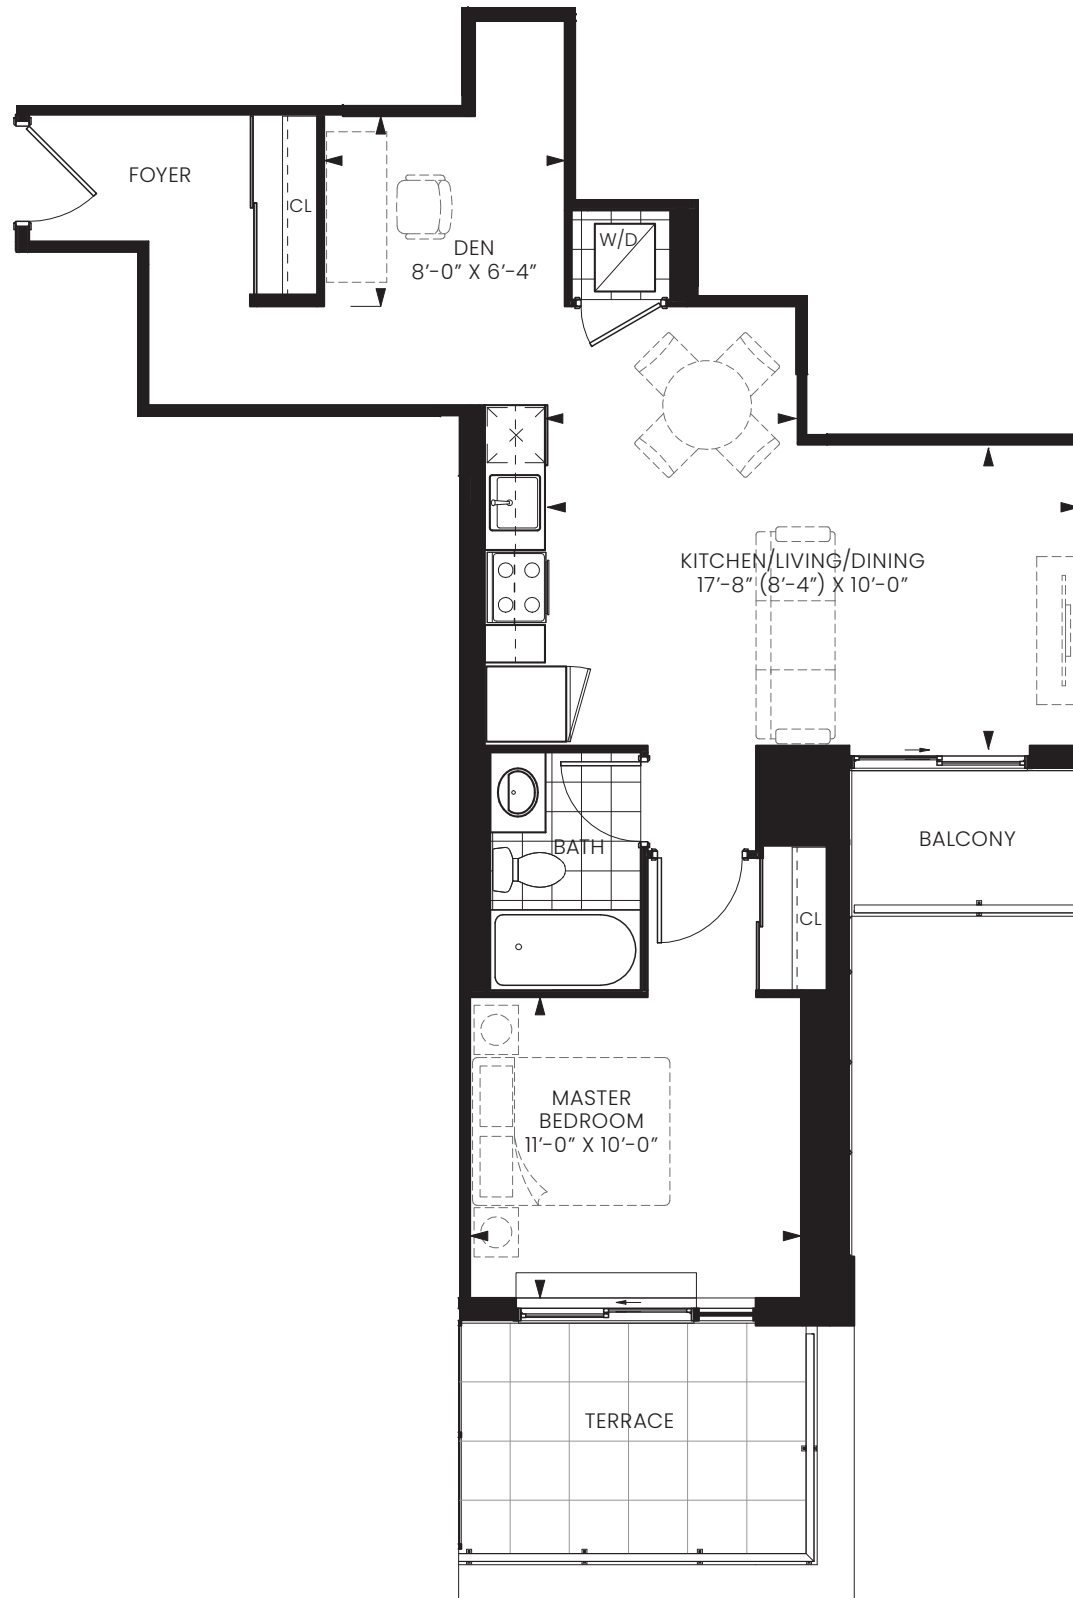 FOYER
CL
DEN
8’-0” X 6’-4”
W/D
KITCHEN/LIVING/DINING
17’-8” (8’-4”) X 10’-0”
BALCONY
BATH
CL
MASTER
BEDROOM
11’-0” X 10’-0”
TERRACE